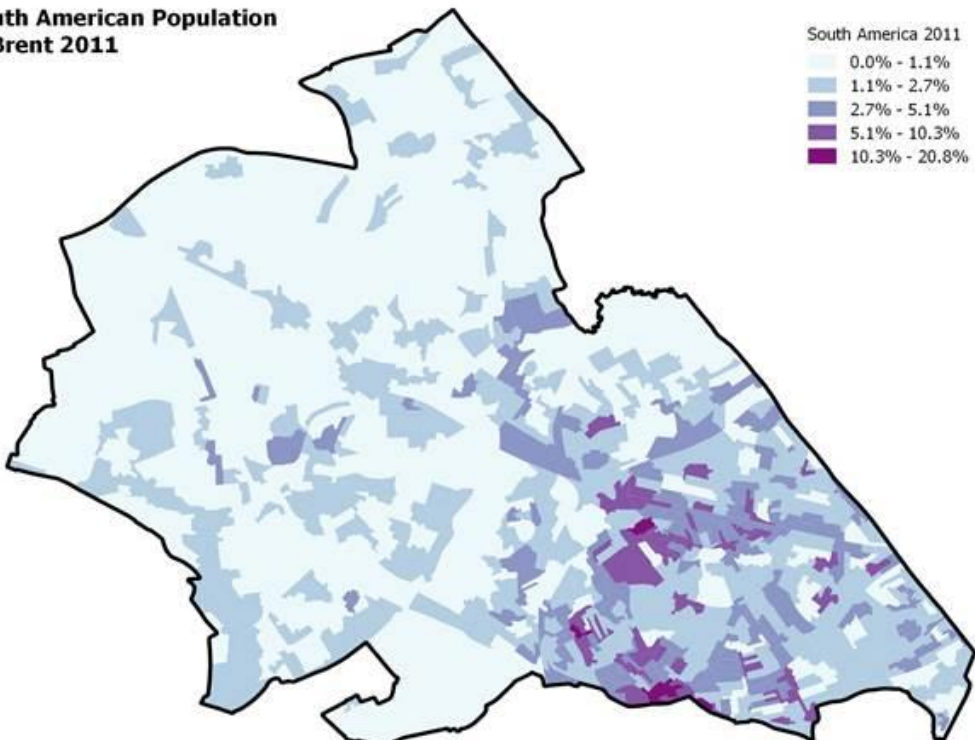 uth American Population
Brent 2011
South America 2011
0.0% - 1.1%
1.1% - 2.7%
2.7% - 5.1%
5.1% - 10.3%
10.3% - 20.8%